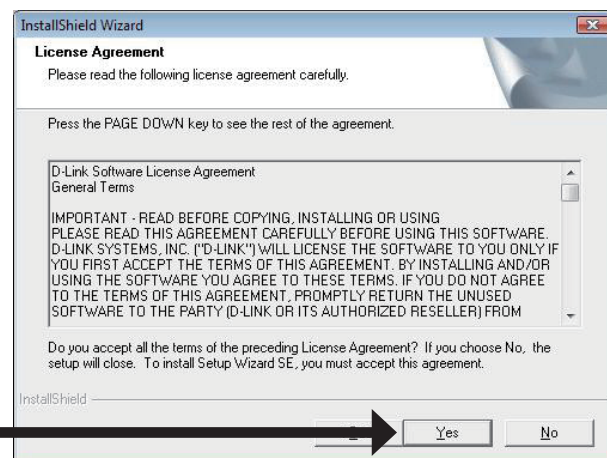 InstallShield Wizard
License Agreement
Please read the following license agreement carefully.
Press the PAGE DOWN key to see the rest of the agreement.
D-Link Software License Agreement
General Terms
IMPORTANT - READ BEFORE COPYING, INSTALLING OR USING
PLEASE READ THIS AGREEMENT CAREFULLY BEFORE USING THIS SOFTWARE.
D-LINK SYSTEMS, INC. ("D-LINK") WILL LICENSE THE SOFTWARE TO YOU ONLY IF
YOU FIRST ACCEPT THE TERMS OF THIS AGREEMENT. BY INSTALLING AND/OR
USING THE SOFTWARE YOU AGREE TO THESE TERMS. IF YOU DO NOT AGREE
TO THE TERMS OF THIS AGREEMENT, PROMPTLY RETURN THE UNUSED
SOFTWARE TO THE PARTY (D-LINK OR ITS AUTHORIZED RESELLER) FROM
Do you accept all the terms of the preceding License Agreement? If you choose No, the
setup will close. To install Setup Wizard SE, you must accept this agreement.
InstallShield
Yes No